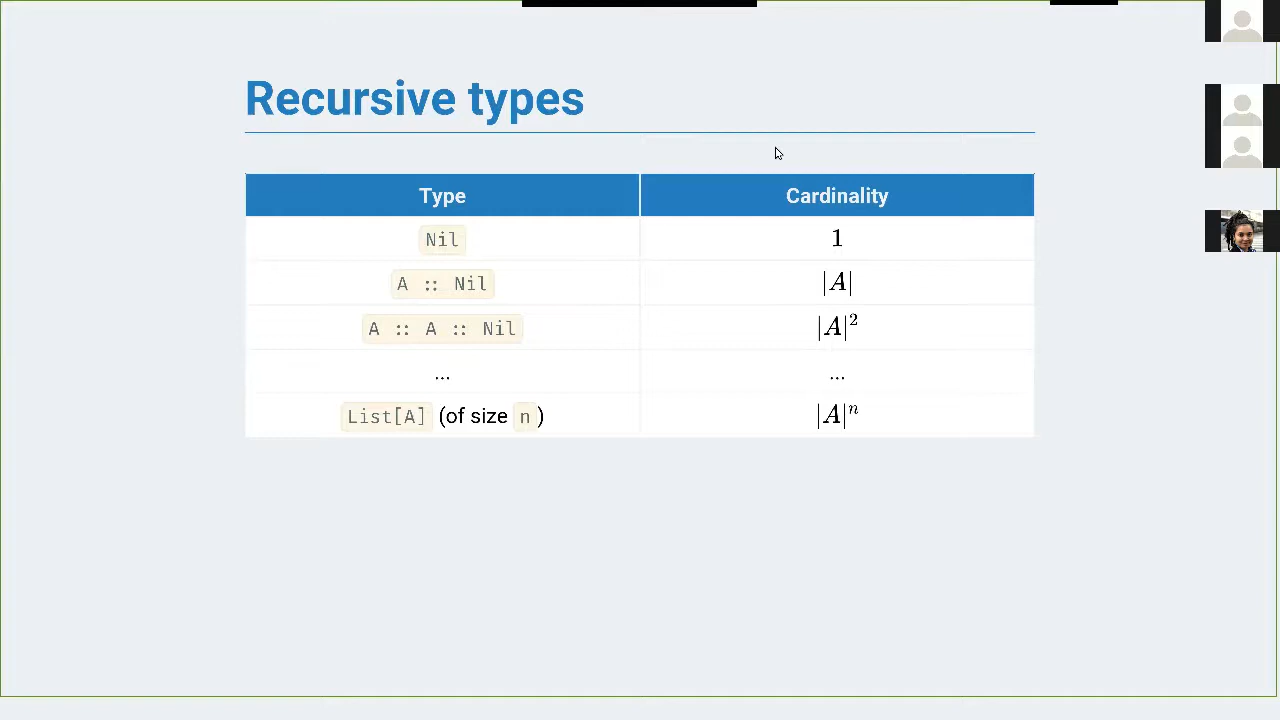 Recursive types
Type Cardinality
Nil 1
A :: Nil |A|
A :: A :: Nil |A|²
... ...
List[A] (of size n) |A|ⁿ